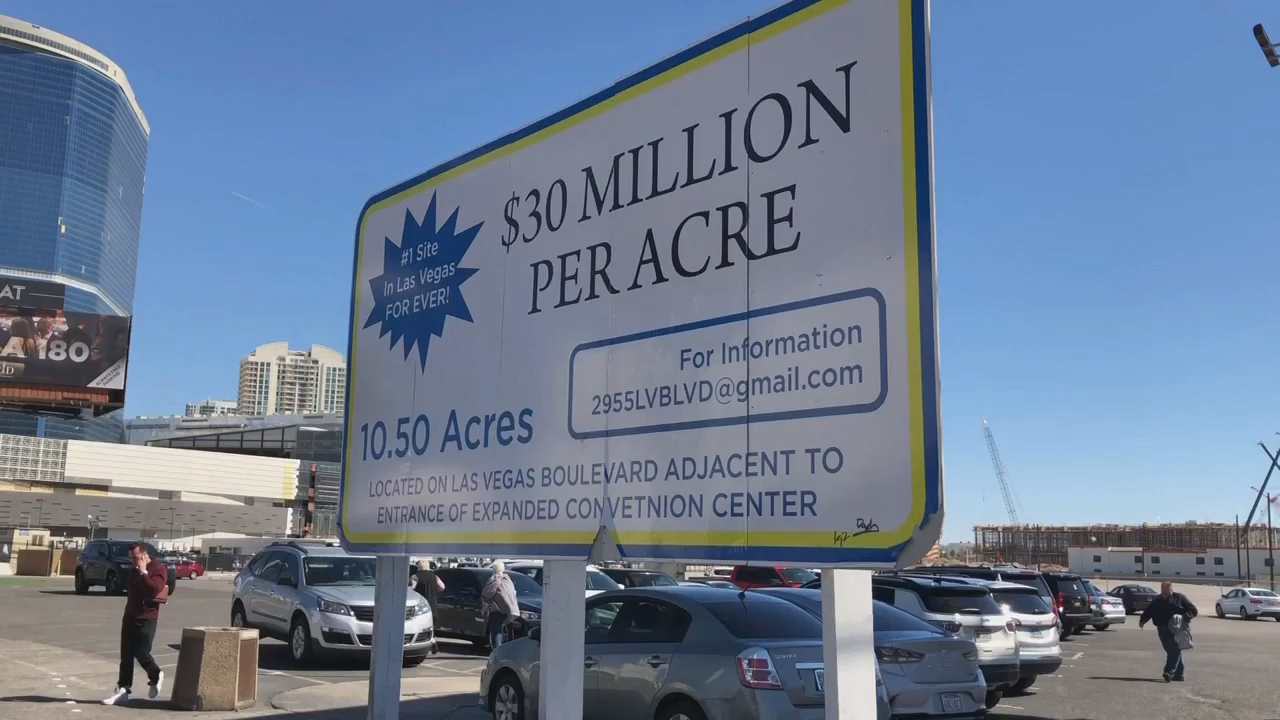 #1 Site
In Las Vegas
FOR EVER!
$30 MILLION
PER ACRE
For Information
2955LVBLVD@gmail.com
10.50 Acres
LOCATED ON LAS VEGAS BOULEVARD ADJACENT TO
ENTRANCE OF EXPANDED CONVETNION CENTER
AT
A 180